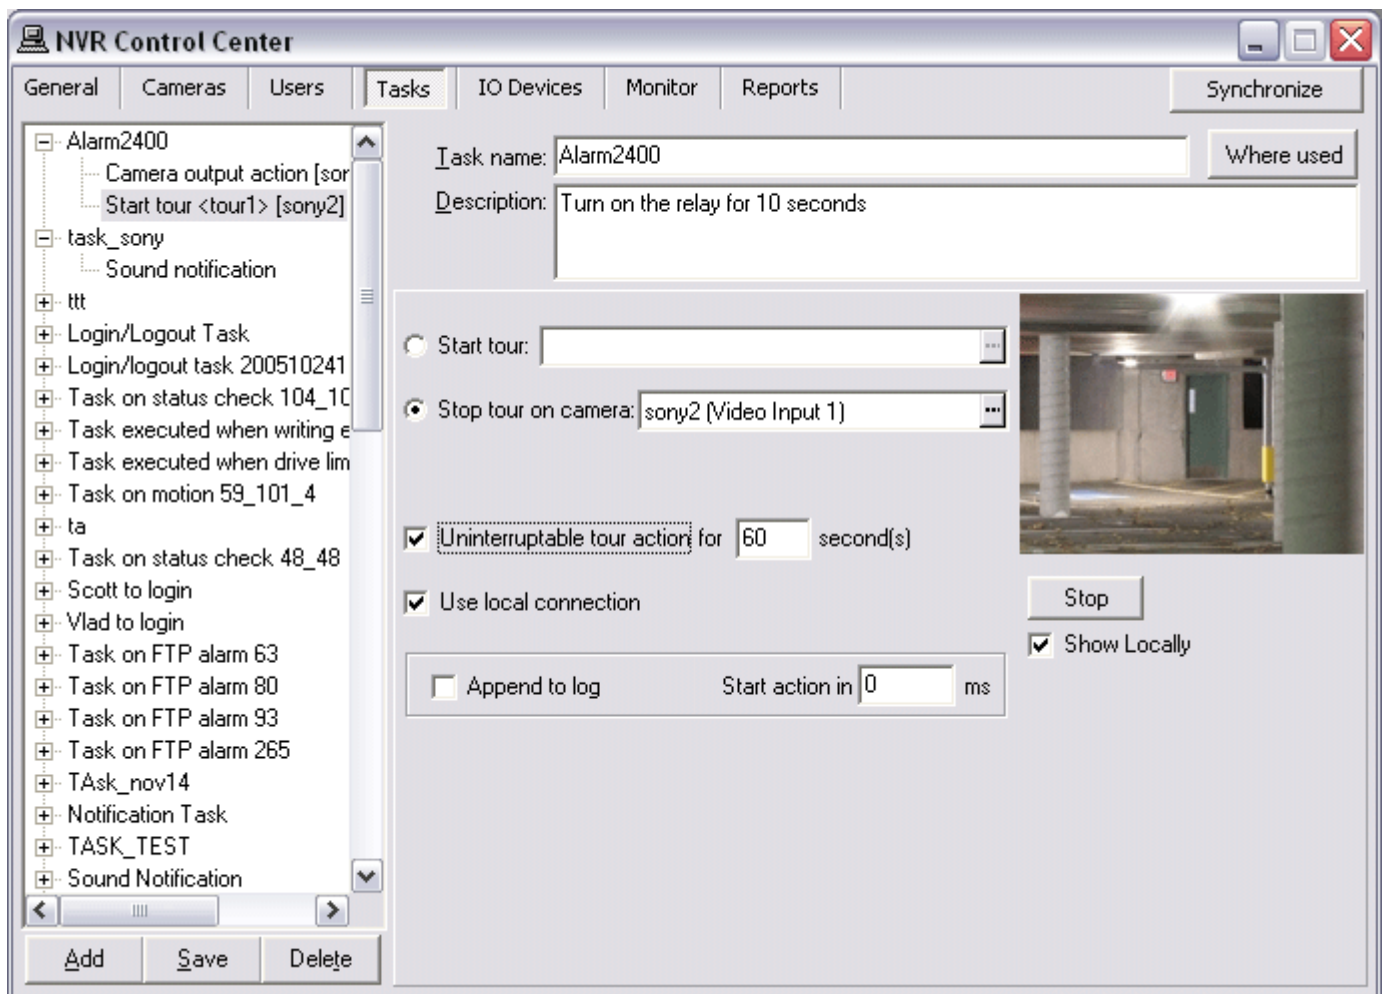 NVR Control Center
General Cameras Users Tasks IO Devices Monitor Reports Synchronize
Alarm2400
Camera output action [sor
Start tour <tour1> [sony2]
task_sony
Sound notification
ttt
Login/Logout Task
Login/logout task 200510241
Task on status check 104_10
Task executed when writing e
Task executed when drive lim
Task on motion 59_101_4
ta
Task on status check 48_48
Scott to login
Vlad to login
Task on FTP alarm 63
Task on FTP alarm 80
Task on FTP alarm 93
Task on FTP alarm 265
TAsk_nov14
Notification Task
TASK_TEST
Sound Notification
Add Save Delete
Task name: Alarm2400 Where used
Description: Turn on the relay for 10 seconds
Start tour: ...
Stop tour on camera: sony2 (Video Input 1) ...
Uninterruptable tour action for 60 second(s)
Use local connection
Append to log Start action in 0 ms
Stop
Show Locally